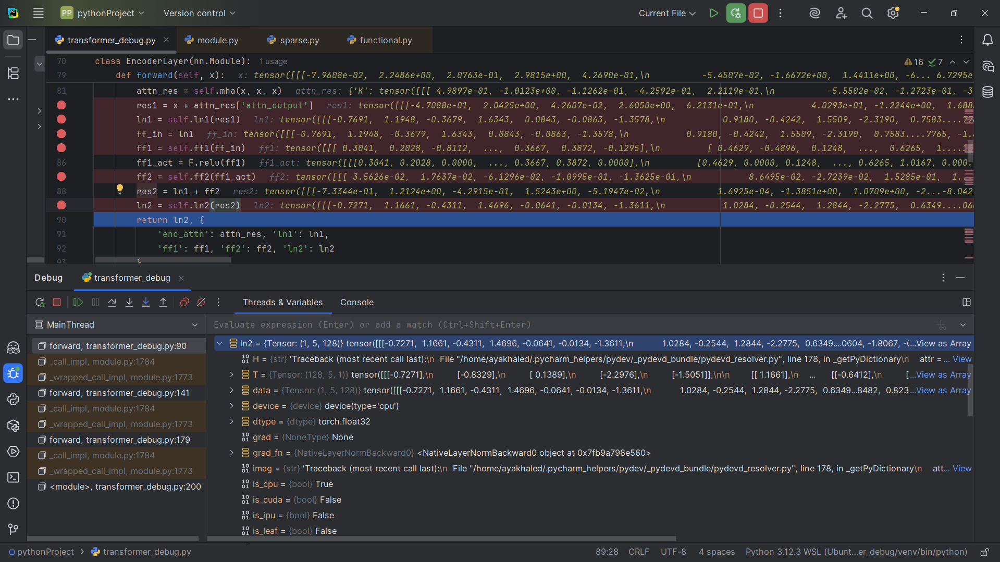 PC
PP pythonProject
Version control
Current File
transformer_debug.py
module.py
sparse.py
functional.py
70 class EncoderLayer(nn.Module): 1 usage
16 7
79 def forward(self, x): x: tensor([[[-7.9608e-02, 2.2486e+00, 2.0763e-01, 2.9815e+00, 4.2690e-01,\n -5.4507e-02, -1.6672e+00, 1.4411e+00, -6... 6.7295e
81 attn_res = self.mha(x, x, x) attn_res: {'K': tensor([[[ 4.9897e-01, -1.0123e+00, -1.1262e-01, -4.2592e-01, 2.2119e-01,\n -5.5502e-02, -1.2723e-01, -3
res1 = x + attn_res['attn_output'] res1: tensor([[[-4.7088e-01, 2.0425e+00, 4.2607e-02, 2.6050e+00, 6.2131e-01,\n 4.0293e-01, -1.2244e+00, 1.688
ln1 = self.ln1(res1) ln1: tensor([[[-0.7691, 1.1948, -0.3679, 1.6343, 0.0843, -0.0863, -1.3578,\n 0.9180, -0.4242, 1.5509, -2.3190, 0.7583....77
ff_in = ln1 ff_in: tensor([[[-0.7691, 1.1948, -0.3679, 1.6343, 0.0843, -0.0863, -1.3578,\n 0.9180, -0.4242, 1.5509, -2.3190, 0.7583....7765, -1.
ff1 = self.ff1(ff_in) ff1: tensor([[[ 0.3041, 0.2028, -0.8112, ..., 0.3667, 0.3872, -0.1295],\n [ 0.4629, -0.4896, 0.1248, ..., 0.6265, 1....
86 ff1_act = F.relu(ff1) ff1_act: tensor([[[0.3041, 0.2028, 0.0000, ..., 0.3667, 0.3872, 0.0000],\n [0.4629, 0.0000, 0.1248, ..., 0.6265, 1.0167, 0.000.
ff2 = self.ff2(ff1_act) ff2: tensor([[[ 3.5626e-02, 1.7637e-02, -6.1296e-02, -1.0995e-01, -1.3625e-01,\n 8.6495e-02, -2.7239e-02, 1.5285e-01, 1.
88 res2 = ln1 + ff2 res2: tensor([[[-7.3344e-01, 1.2124e+00, -4.2915e-01, 1.5243e+00, -5.1947e-02,\n 1.6925e-04, -1.3851e+00, 1.0709e+00, -2...-8.042
ln2 = self.ln2(res2) ln2: tensor([[[-0.7271, 1.1661, -0.4311, 1.4696, -0.0641, -0.0134, -1.3611,\n 1.0284, -0.2544, 1.2844, -2.2775, 0.6349....06
90 return ln2, {
91 'enc_attn': attn_res, 'ln1': ln1,
92 'ff1': ff1, 'ff2': ff2, 'ln2': ln2
93 }
Debug
transformer_debug
Threads & Variables
Console
MainThread
Evaluate expression (Enter) or add a watch (Ctrl+Shift+Enter)
forward, transformer_debug.py:90
_call_impl, module.py:1784
_wrapped_call_impl, module.py:1773
forward, transformer_debug.py:141
_call_impl, module.py:1784
_wrapped_call_impl, module.py:1773
forward, transformer_debug.py:179
_call_impl, module.py:1784
_wrapped_call_impl, module.py:1773
<module>, transformer_debug.py:200
ln2 = {Tensor: (1, 5, 128)} tensor([[[-0.7271, 1.1661, -0.4311, 1.4696, -0.0641, -0.0134, -1.3611,\n 1.0284, -0.2544, 1.2844, -2.2775, 0.6349....0604, -1.8067, -(...View as Array
H = {str} 'Traceback (most recent call last):\n File "/home/ayakhaled/.pycharm_helpers/pydev/_pydevd_bundle/pydevd_resolver.py", line 178, in _getPyDictionary\n attr =... View
T = {Tensor: (128, 5, 1)} tensor([[[-0.7271],\n [-0.8329],\n [ 0.1389],\n [-2.2976],\n [-1.5051]],\n\n [[ 1.1661],\n ... [[-0.6412],\n [...View as Array
data = {Tensor: (1, 5, 128)} tensor([[[-0.7271, 1.1661, -0.4311, 1.4696, -0.0641, -0.0134, -1.3611,\n 1.0284, -0.2544, 1.2844, -2.2775, 0.6349...8482, 0.823...View as Array
device = {device} device(type='cpu')
dtype = {dtype} torch.float32
grad = {NoneType} None
grad_fn = {NativeLayerNormBackward0} <NativeLayerNormBackward0 object at 0x7fb9a798e560>
imag = {str} 'Traceback (most recent call last):\n File "/home/ayakhaled/.pycharm_helpers/pydev/_pydevd_bundle/pydevd_resolver.py", line 178, in _getPyDictionary\n att... View
is_cpu = {bool} True
is_cuda = {bool} False
is_ipu = {bool} False
is_leaf = {bool} False
pythonProject > transformer_debug.py
89:28 CRLF UTF-8 4 spaces Python 3.12.3 WSL (Ubunt...er_debug/venv/bin/python)